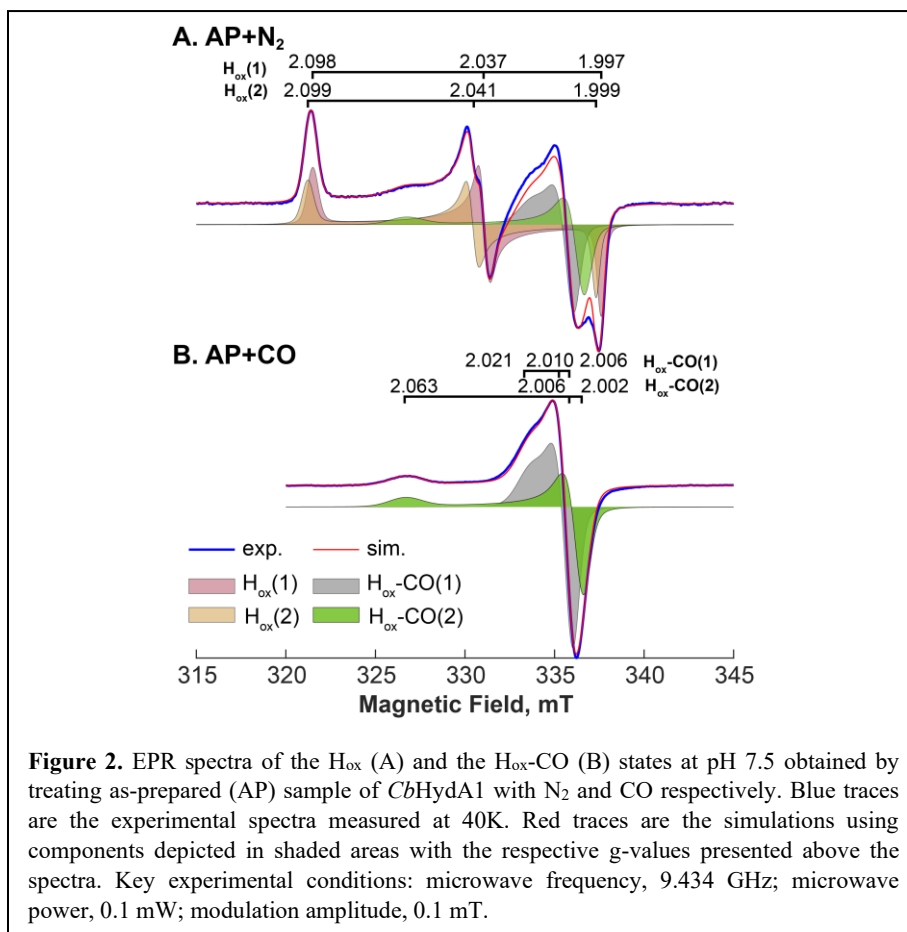 A. AP+N₂
2.098 2.037 1.997
Hₒₓ(1)
2.099 2.041 1.999
Hₒₓ(2)
B. AP+CO
2.021 2.010 2.006 Hₒₓ-CO(1)
2.063 2.006 2.002 Hₒₓ-CO(2)
exp. sim.
Hₒₓ(1) Hₒₓ-CO(1)
Hₒₓ(2) Hₒₓ-CO(2)
315 320 325 330 335 340 345
Magnetic Field, mT
Figure 2. EPR spectra of the Hₒₓ (A) and the Hₒₓ-CO (B) states at pH 7.5 obtained by
treating as-prepared (AP) sample of CbHydA1 with N₂ and CO respectively. Blue traces
are the experimental spectra measured at 40K. Red traces are the simulations using
components depicted in shaded areas with the respective g-values presented above the
spectra. Key experimental conditions: microwave frequency, 9.434 GHz; microwave
power, 0.1 mW; modulation amplitude, 0.1 mT.